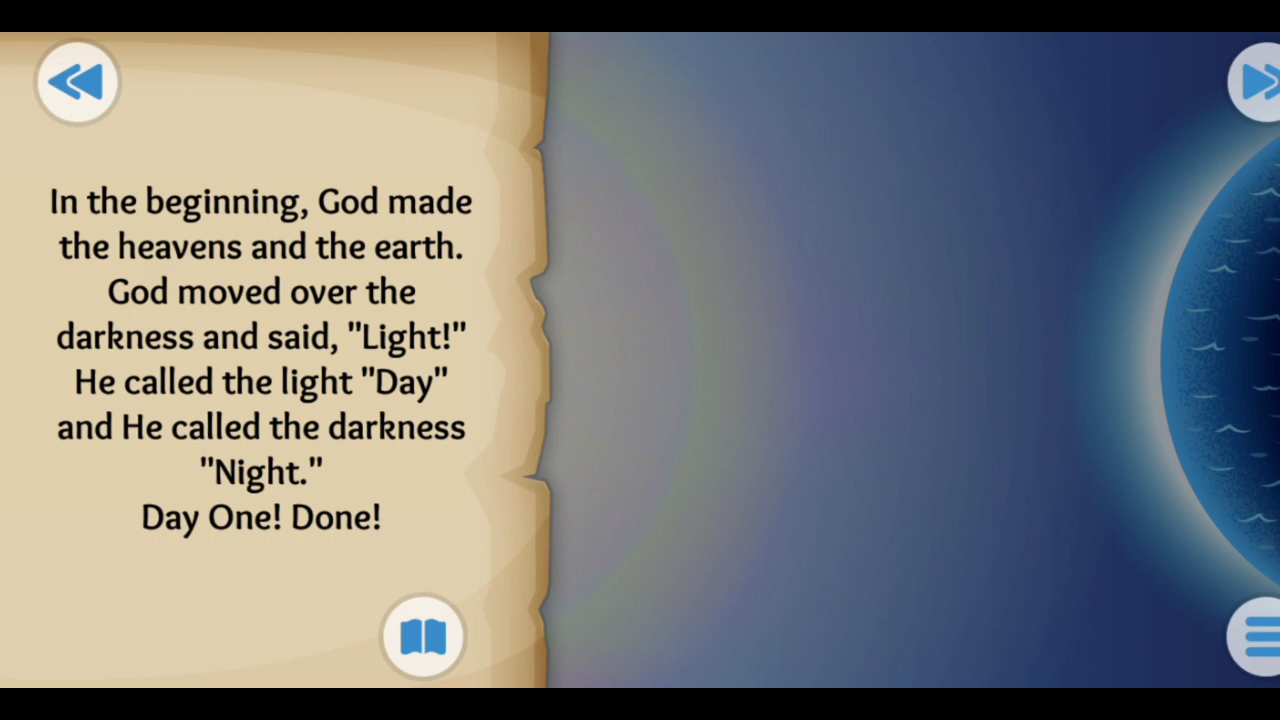 In the beginning, God made
the heavens and the earth.
God moved over the
darkness and said, "Light!"
He called the light "Day"
and He called the darkness
"Night."
Day One! Done!